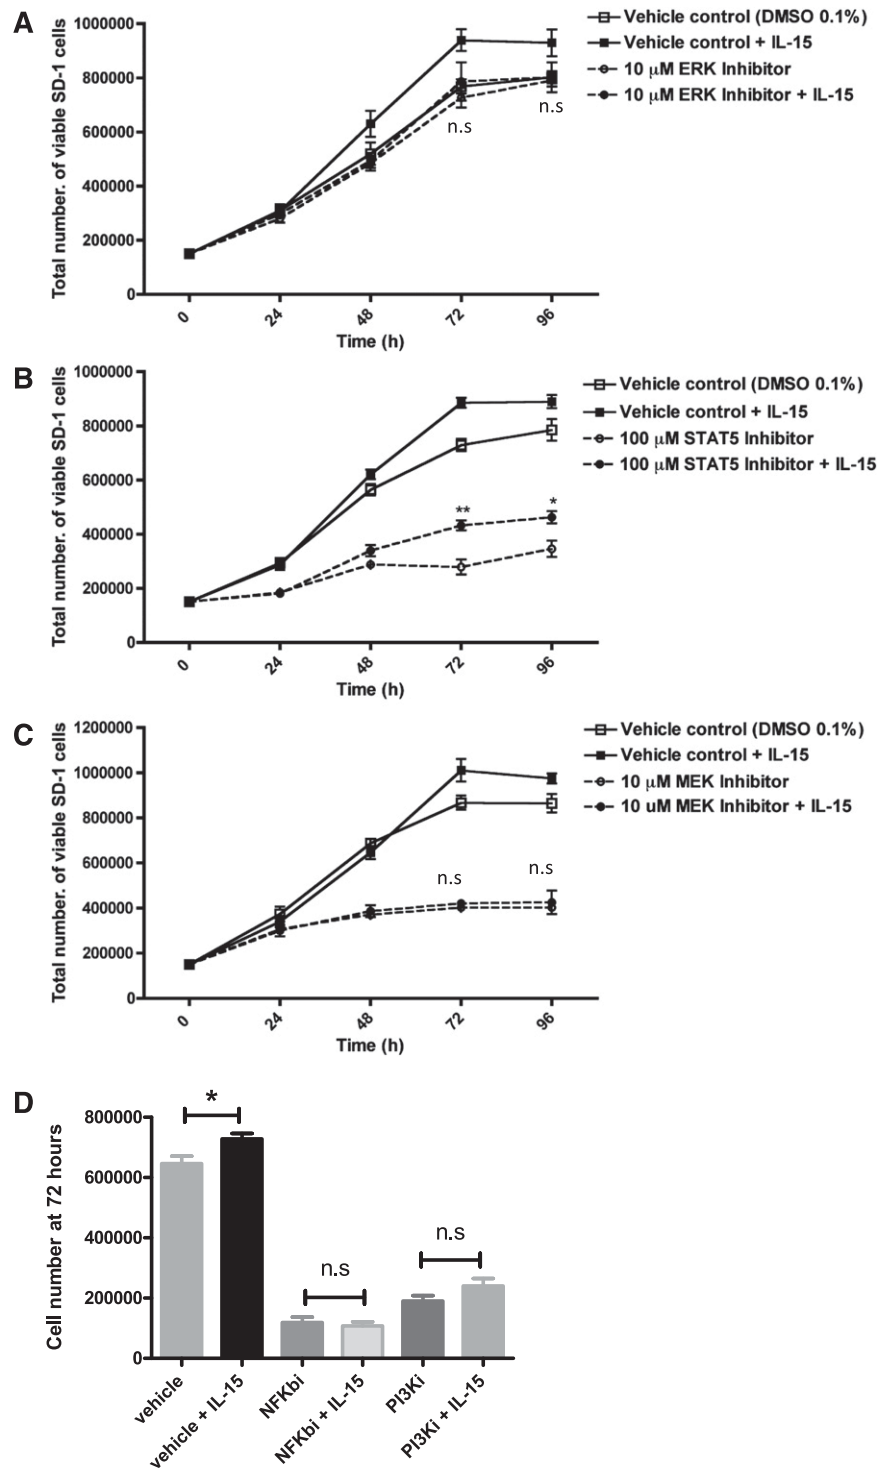 A
Total number. of viable SD-1 cells
1000000
800000
600000
400000
200000
0
n.s
n.s
0
24
48
72
96
Time (h)
Vehicle control (DMSO 0.1%)
Vehicle control + IL-15
10 μM ERK Inhibitor
10 μM ERK Inhibitor + IL-15
B
Total number. of viable SD-1 cells
1000000
800000
600000
400000
200000
0
**
*
0
24
48
72
96
Time (h)
Vehicle control (DMSO 0.1%)
Vehicle control + IL-15
100 μM STAT5 Inhibitor
100 μM STAT5 Inhibitor + IL-15
C
Total number. of viable SD-1 cells
1200000
1000000
800000
600000
400000
200000
0
n.s
n.s
0
24
48
72
96
Time (h)
Vehicle control (DMSO 0.1%)
Vehicle control + IL-15
10 μM MEK Inhibitor
10 uM MEK Inhibitor + IL-15
D
Cell number at 72 hours
800000
600000
400000
200000
0
*
n.s
n.s
vehicle
vehicle + IL-15
NFKbi
NFKbi + IL-15
PI3Ki
PI3Ki + IL-15